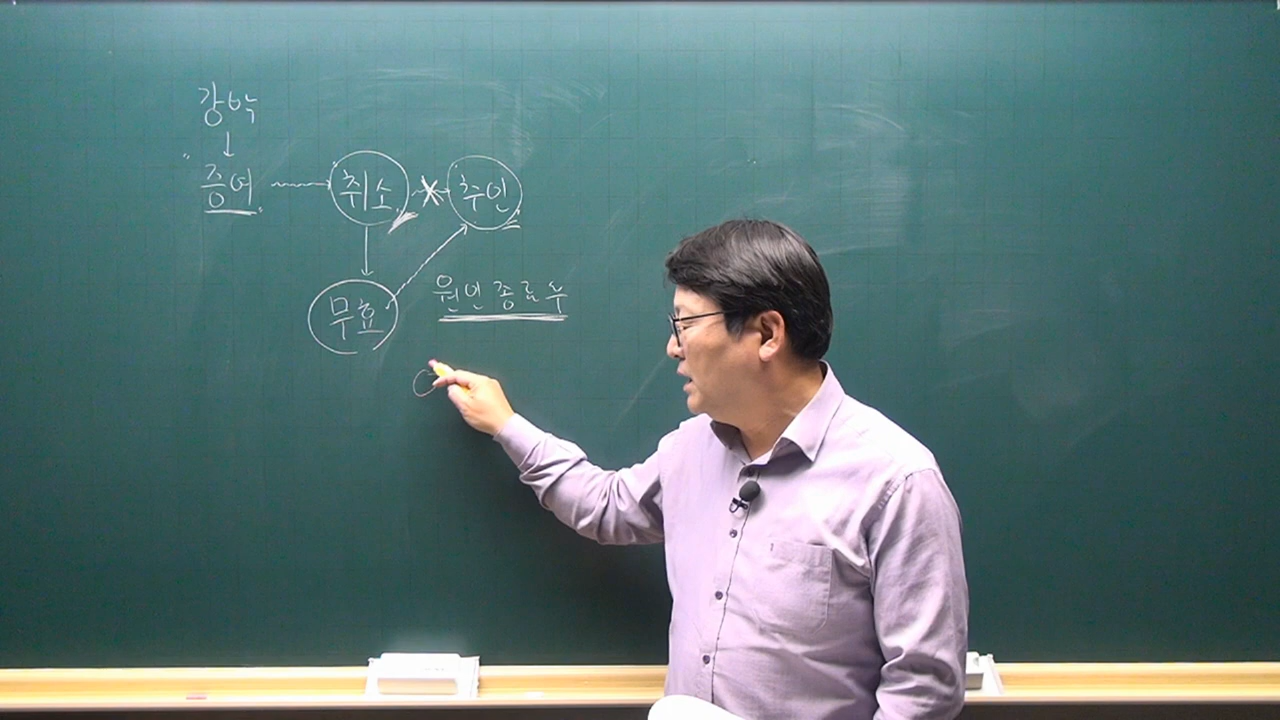 강박
↓
"증여" → 취소 추인
무효 원인 종료 후